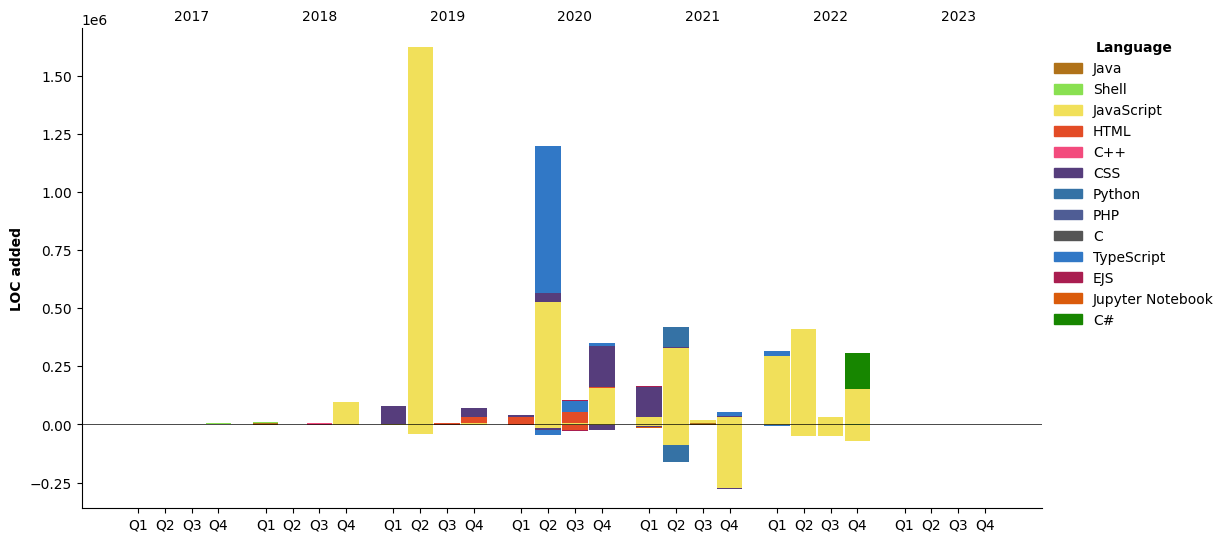 1e6
2017 2018 2019 2020 2021 2022 2023
LOC added
1.50
1.25
1.00
0.75
0.50
0.25
0.00
−0.25
Q1 Q2 Q3 Q4 Q1 Q2 Q3 Q4 Q1 Q2 Q3 Q4 Q1 Q2 Q3 Q4 Q1 Q2 Q3 Q4 Q1 Q2 Q3 Q4 Q1 Q2 Q3 Q4
Language
Java
Shell
JavaScript
HTML
C++
CSS
Python
PHP
C
TypeScript
EJS
Jupyter Notebook
C#